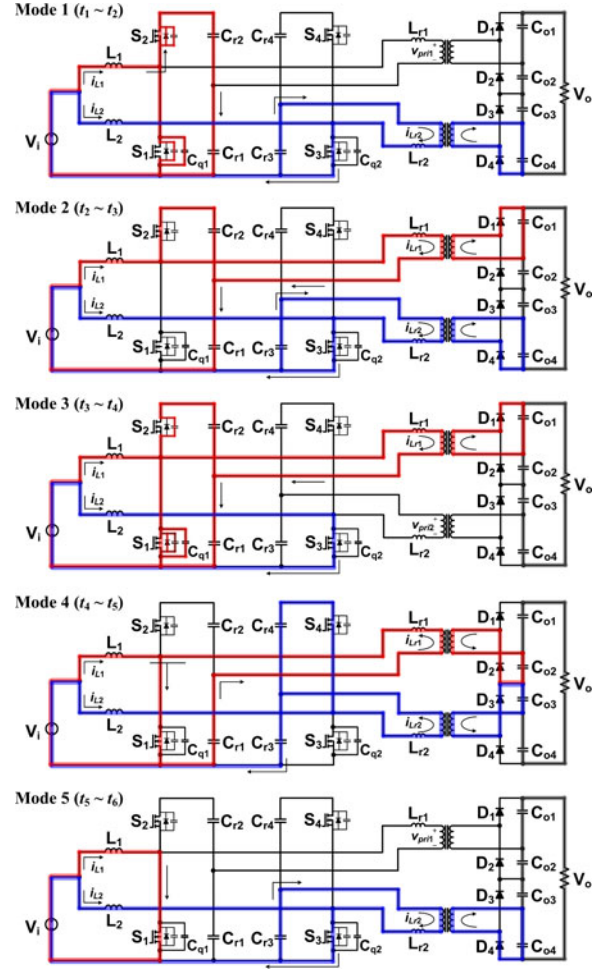 Mode 1 (t₁ ~ t₂)
S₂ Cr2 Cr4 S₄ Lr1 D₁ Co1
L₁ vpri1 + −
iL1 D₂ Co2
iL2 D₃ Co3 Vo
Vi L₂ S₁ Cq1 Cr1 Cr3 S₃ Cq2 iLr2 Lr2 D₄ Co4
Mode 2 (t₂ ~ t₃)
S₂ Cr2 Cr4 S₄ Lr1 D₁ Co1
L₁ iLr1
iL1 D₂ Co2
iL2 D₃ Co3 Vo
Vi L₂ S₁ Cq1 Cr1 Cr3 S₃ Cq2 iLr2 Lr2 D₄ Co4
Mode 3 (t₃ ~ t₄)
S₂ Cr2 Cr4 S₄ Lr1 D₁ Co1
L₁ iLr1
iL1 D₂ Co2
iL2 D₃ Co3 Vo
Vi L₂ S₁ Cq1 Cr1 Cr3 S₃ Cq2 vpri2 + − Lr2 D₄ Co4
Mode 4 (t₄ ~ t₅)
S₂ Cr2 Cr4 S₄ Lr1 D₁ Co1
L₁ iLr1
iL1 D₂ Co2
iL2 D₃ Co3 Vo
Vi L₂ S₁ Cq1 Cr1 Cr3 S₃ Cq2 iLr2 Lr2 D₄ Co4
Mode 5 (t₅ ~ t₆)
S₂ Cr2 Cr4 S₄ Lr1 D₁ Co1
L₁ vpri1 + −
iL1 D₂ Co2
iL2 D₃ Co3 Vo
Vi L₂ S₁ Cq1 Cr1 Cr3 S₃ Cq2 iLr2 Lr2 D₄ Co4